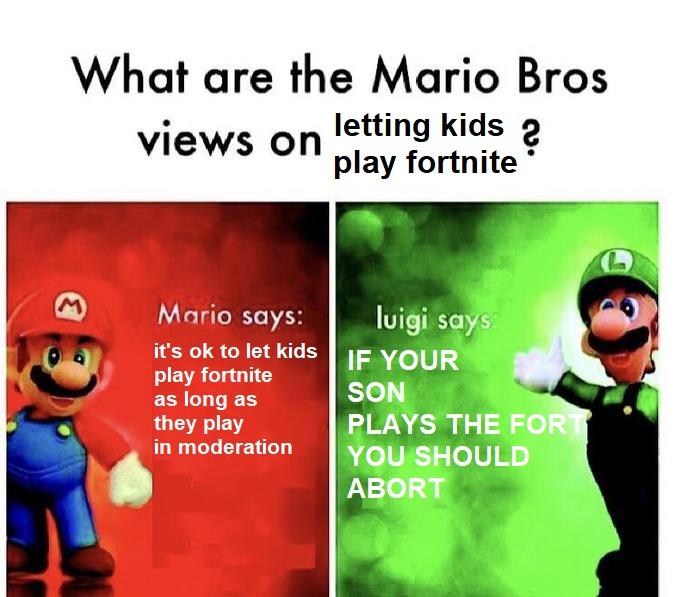 What are the Mario Bros
views on letting kids play fortnite ?
M
Mario says:
it's ok to let kids
play fortnite
as long as
they play
in moderation
L
luigi says:
IF YOUR
SON
PLAYS THE FORT
YOU SHOULD
ABORT